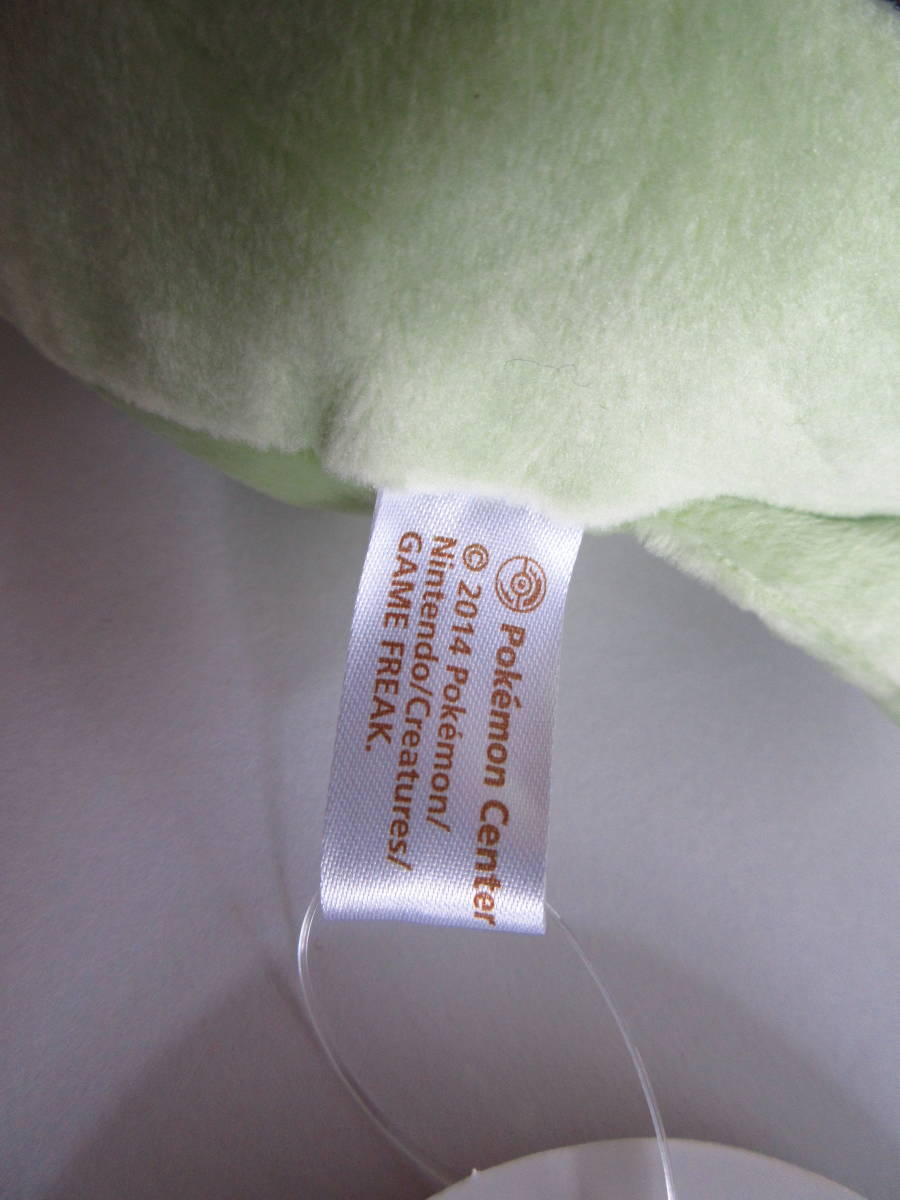 Pokémon Center
© 2014 Pokémon/
Nintendo/Creatures/
GAME FREAK.